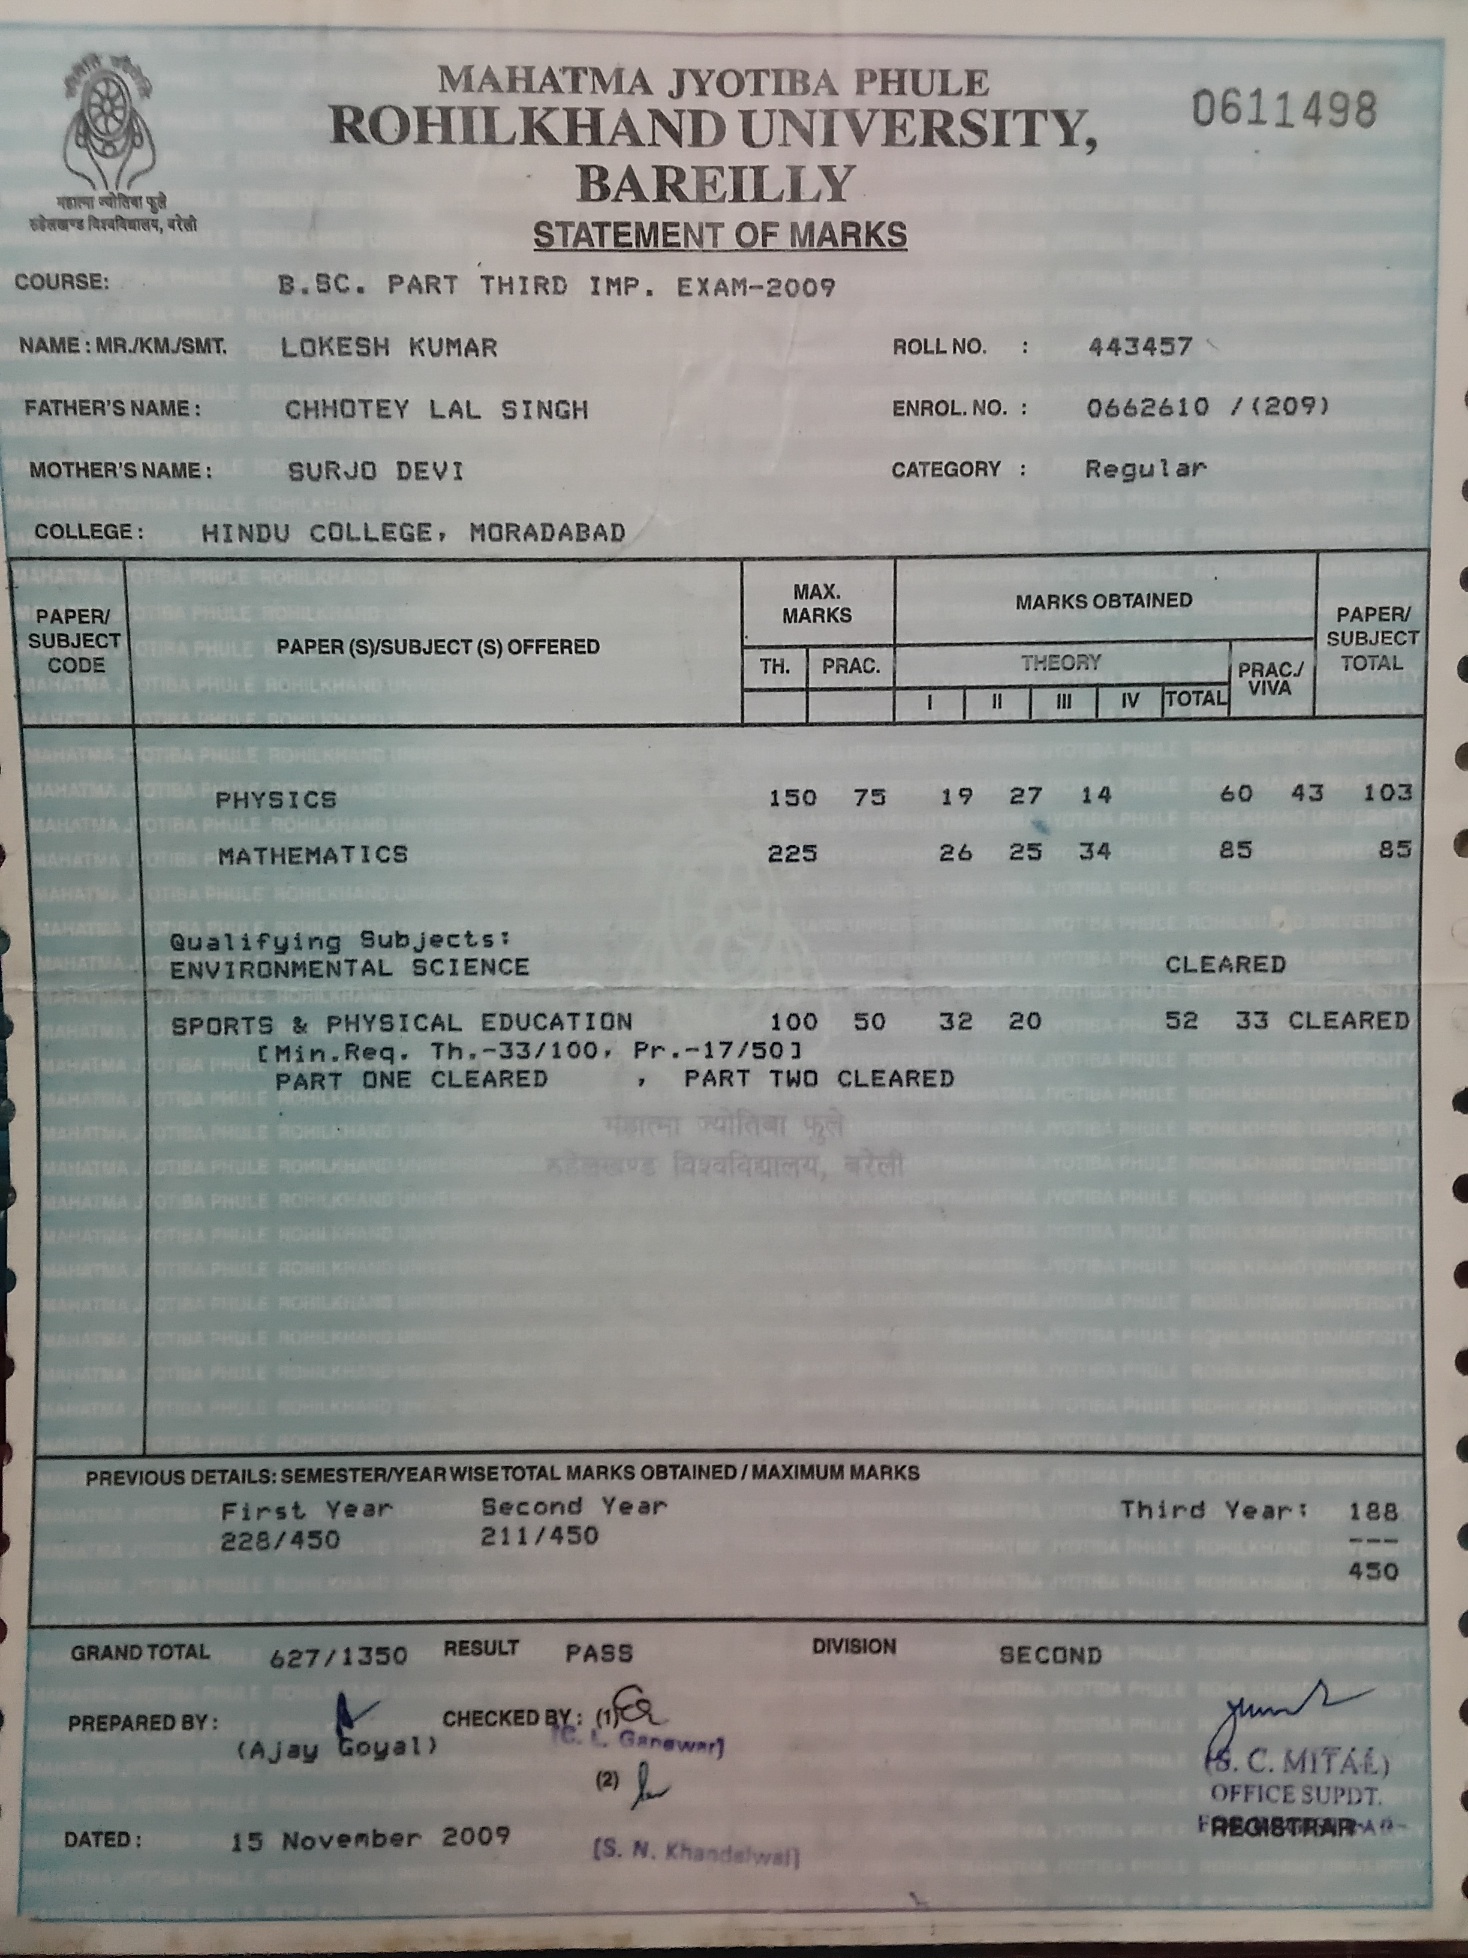 MAHATMA JYOTIBA PHULE
ROHILKHAND UNIVERSITY,
BAREILLY
0611498
महात्मा ज्योतिबा फुले
रुहेलखण्ड विश्वविद्यालय, बरेली
STATEMENT OF MARKS
COURSE: B.SC. PART THIRD IMP. EXAM-2009
NAME : MR./KM./SMT. LOKESH KUMAR ROLL NO. : 443457
FATHER'S NAME : CHHOTEY LAL SINGH ENROL. NO. : 0662610 /(209)
MOTHER'S NAME : SURJO DEVI CATEGORY : Regular
COLLEGE : HINDU COLLEGE, MORADABAD
PAPER/ SUBJECT CODE PAPER (S)/SUBJECT (S) OFFERED MAX. MARKS MARKS OBTAINED PAPER/ SUBJECT TOTAL
TH. PRAC. THEORY PRAC./ VIVA
I II III IV TOTAL
PHYSICS 150 75 19 27 14 60 43 103
MATHEMATICS 225 26 25 34 85 85
Qualifying Subjects:
ENVIRONMENTAL SCIENCE CLEARED
SPORTS & PHYSICAL EDUCATION 100 50 32 20 52 33 CLEARED
[Min.Req. Th.-33/100, Pr.-17/50]
PART ONE CLEARED , PART TWO CLEARED
महात्मा ज्योतिबा फुले
रुहेलखण्ड विश्वविद्यालय, बरेली
PREVIOUS DETAILS: SEMESTER/YEAR WISE TOTAL MARKS OBTAINED / MAXIMUM MARKS
First Year Second Year Third Year: 188
228/450 211/450 ---
450
GRAND TOTAL 627/1350 RESULT PASS DIVISION SECOND
PREPARED BY : CHECKED BY : (1)
(Ajay Goyal) (S. C. MITAL)
(2) OFFICE SUPDT.
REGISTRAR
DATED : 15 November 2009 [S. N. Khandelwal]